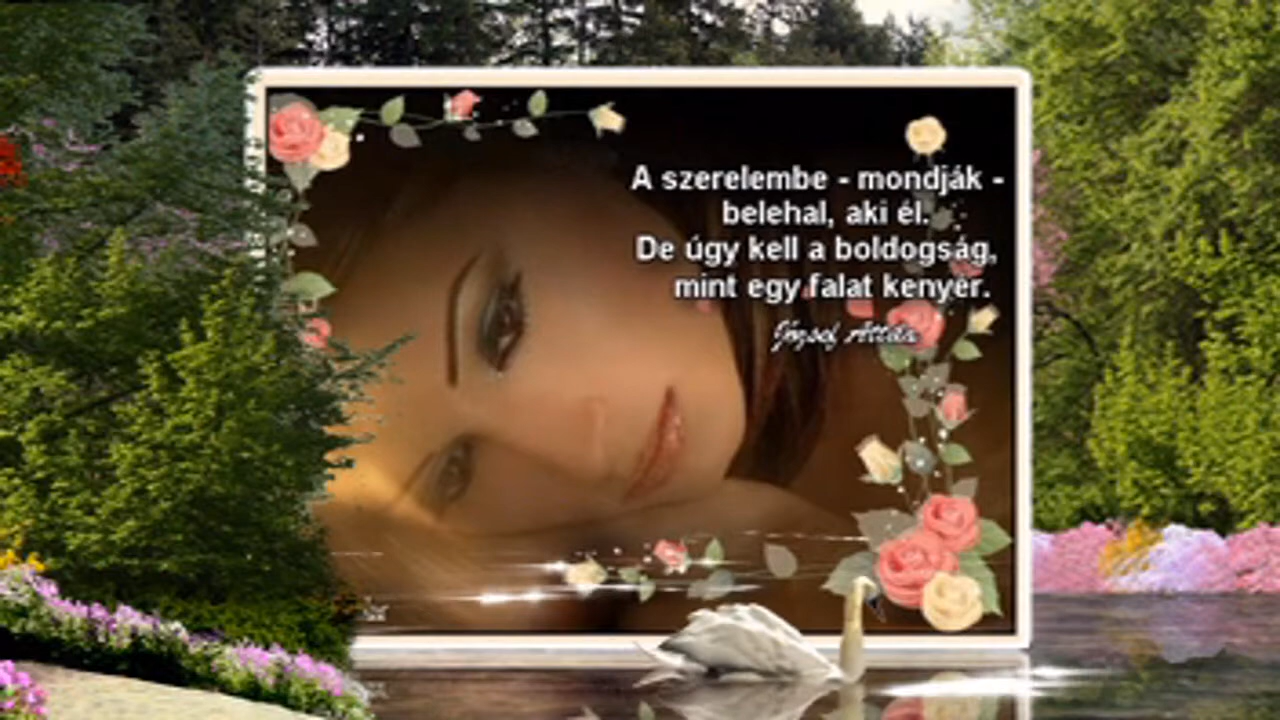 A szerelembe - mondják -
belehal, aki él.
De úgy kell a boldogság,
mint egy falat kenyér.
József Attila